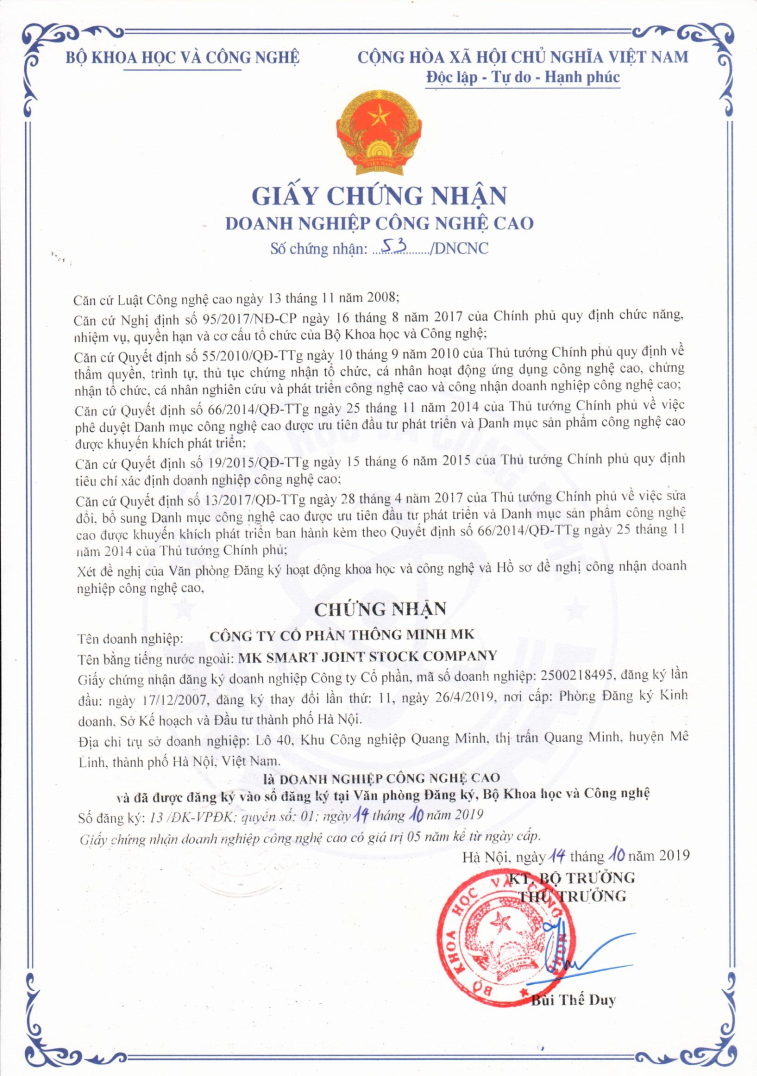 BỘ KHOA HỌC VÀ CÔNG NGHỆ
CỘNG HÒA XÃ HỘI CHỦ NGHĨA VIỆT NAM
Độc lập - Tự do - Hạnh phúc
VIỆT NAM
GIẤY CHỨNG NHẬN
DOANH NGHIỆP CÔNG NGHỆ CAO
Số chứng nhận: ...53....../DNCNC
Căn cứ Luật Công nghệ cao ngày 13 tháng 11 năm 2008;
Căn cứ Nghị định số 95/2017/NĐ-CP ngày 16 tháng 8 năm 2017 của Chính phủ quy định chức năng,
nhiệm vụ, quyền hạn và cơ cấu tổ chức của Bộ Khoa học và Công nghệ;
Căn cứ Quyết định số 55/2010/QĐ-TTg ngày 10 tháng 9 năm 2010 của Thủ tướng Chính phủ quy định về
thẩm quyền, trình tự, thủ tục chứng nhận tổ chức, cá nhân hoạt động ứng dụng công nghệ cao, chứng
nhận tổ chức, cá nhân nghiên cứu và phát triển công nghệ cao và công nhận doanh nghiệp công nghệ cao;
Căn cứ Quyết định số 66/2014/QĐ-TTg ngày 25 tháng 11 năm 2014 của Thủ tướng Chính phủ về việc
phê duyệt Danh mục công nghệ cao được ưu tiên đầu tư phát triển và Danh mục sản phẩm công nghệ cao
được khuyến khích phát triển;
Căn cứ Quyết định số 19/2015/QĐ-TTg ngày 15 tháng 6 năm 2015 của Thủ tướng Chính phủ quy định
tiêu chí xác định doanh nghiệp công nghệ cao;
Căn cứ Quyết định số 13/2017/QĐ-TTg ngày 28 tháng 4 năm 2017 của Thủ tướng Chính phủ về việc sửa
đổi, bổ sung Danh mục công nghệ cao được ưu tiên đầu tư phát triển và Danh mục sản phẩm công nghệ
cao được khuyến khích phát triển ban hành kèm theo Quyết định số 66/2014/QĐ-TTg ngày 25 tháng 11
năm 2014 của Thủ tướng Chính phủ;
Xét đề nghị của Văn phòng Đăng ký hoạt động khoa học và công nghệ và Hồ sơ đề nghị công nhận doanh
nghiệp công nghệ cao,
CHỨNG NHẬN
Tên doanh nghiệp: CÔNG TY CỔ PHẦN THÔNG MINH MK
Tên bằng tiếng nước ngoài: MK SMART JOINT STOCK COMPANY
Giấy chứng nhận đăng ký doanh nghiệp Công ty Cổ phần, mã số doanh nghiệp: 2500218495, đăng ký lần
đầu: ngày 17/12/2007, đăng ký thay đổi lần thứ: 11, ngày 26/4/2019, nơi cấp: Phòng Đăng ký Kinh
doanh, Sở Kế hoạch và Đầu tư thành phố Hà Nội.
Địa chỉ trụ sở doanh nghiệp: Lô 40, Khu Công nghiệp Quang Minh, thị trấn Quang Minh, huyện Mê
Linh, thành phố Hà Nội, Việt Nam.
là DOANH NGHIỆP CÔNG NGHỆ CAO
và đã được đăng ký vào sổ đăng ký tại Văn phòng Đăng ký, Bộ Khoa học và Công nghệ
Số đăng ký: 13 /ĐK-VPĐK; quyển số: 01; ngày 14 tháng 10 năm 2019
Giấy chứng nhận doanh nghiệp công nghệ cao có giá trị 05 năm kể từ ngày cấp.
Hà Nội, ngày 14 tháng 10 năm 2019
KT. BỘ TRƯỞNG
THỨ TRƯỞNG
BỘ KHOA HỌC VÀ CÔNG NGHỆ
Bùi Thế Duy